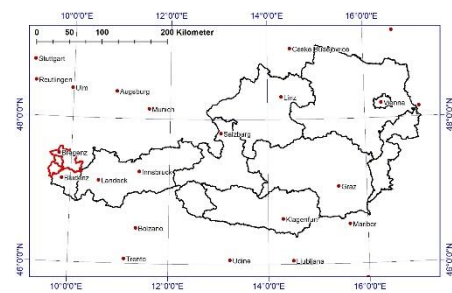 10°0'0"E 12°0'0"E 14°0'0"E 16°0'0"E
0 50 100 200 Kilometer
Stuttgart
Reutlingen
Ulm
Augsburg
Munich
Ceske Budejovice
Linz
Vienna
Salzburg
48°0'0"N 48°0'0"N
Bregenz
Bludenz
Landeck
Innsbruck
Graz
Klagenfurt
Maribor
Bolzano
Trento
Udine
Ljubljana
46°0'0"N 46°0'0"N
10°0'0"E 12°0'0"E 14°0'0"E 16°0'0"E